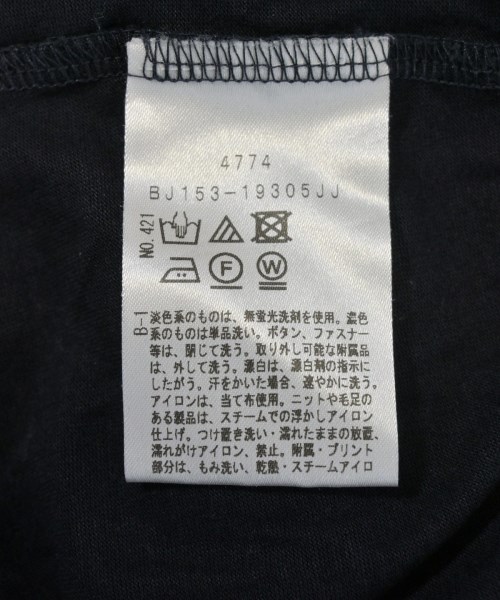 4774
BJ153-19305JJ
NO.421
F
W
B-1
淡色系のものは、無蛍光洗剤を使用。濃色
系のものは単品洗い。ボタン、ファスナー
等は、閉じて洗う。取り外し可能な附属品
は、外して洗う。漂白は、漂白剤の指示に
したがう。汗をかいた場合、速やかに洗う。
アイロンは、当て布使用。ニットや毛足の
ある製品は、スチームでの浮かしアイロン
仕上げ。つけ置き洗い・濡れたままの放置、
濡れがけアイロン、禁止。附属・プリント
部分は、もみ洗い、乾熱・スチームアイロ